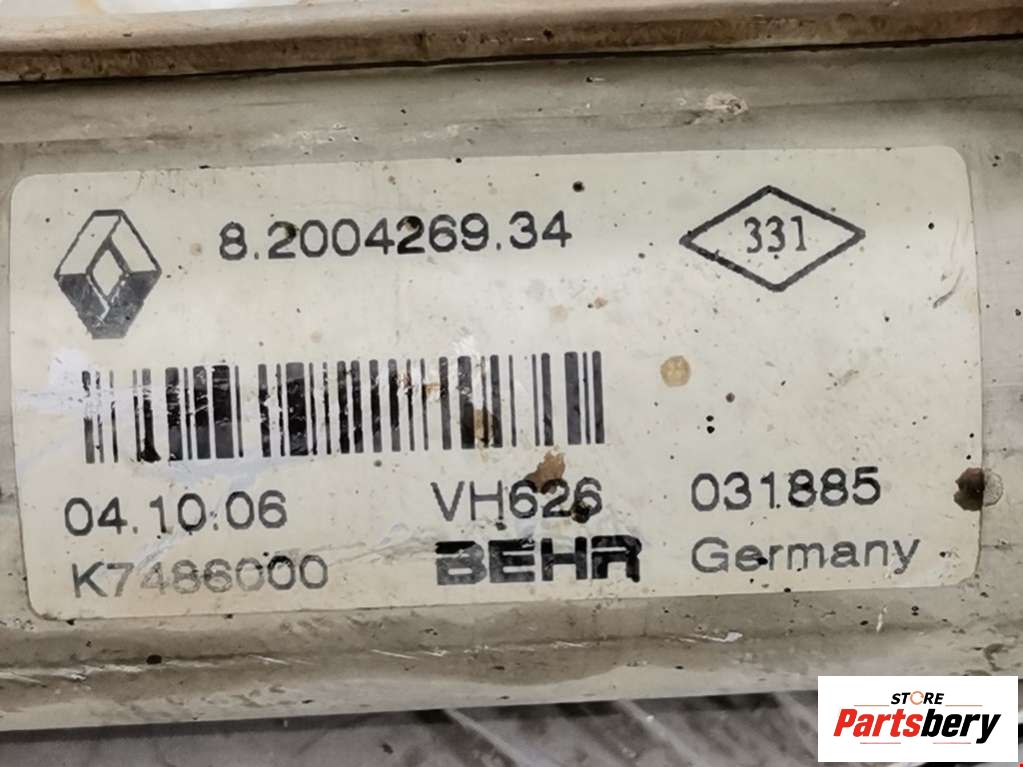 8.2004269.34
331
04.10.06 VH626 031885
K7486000 BEHR Germany
STORE
Partsbery